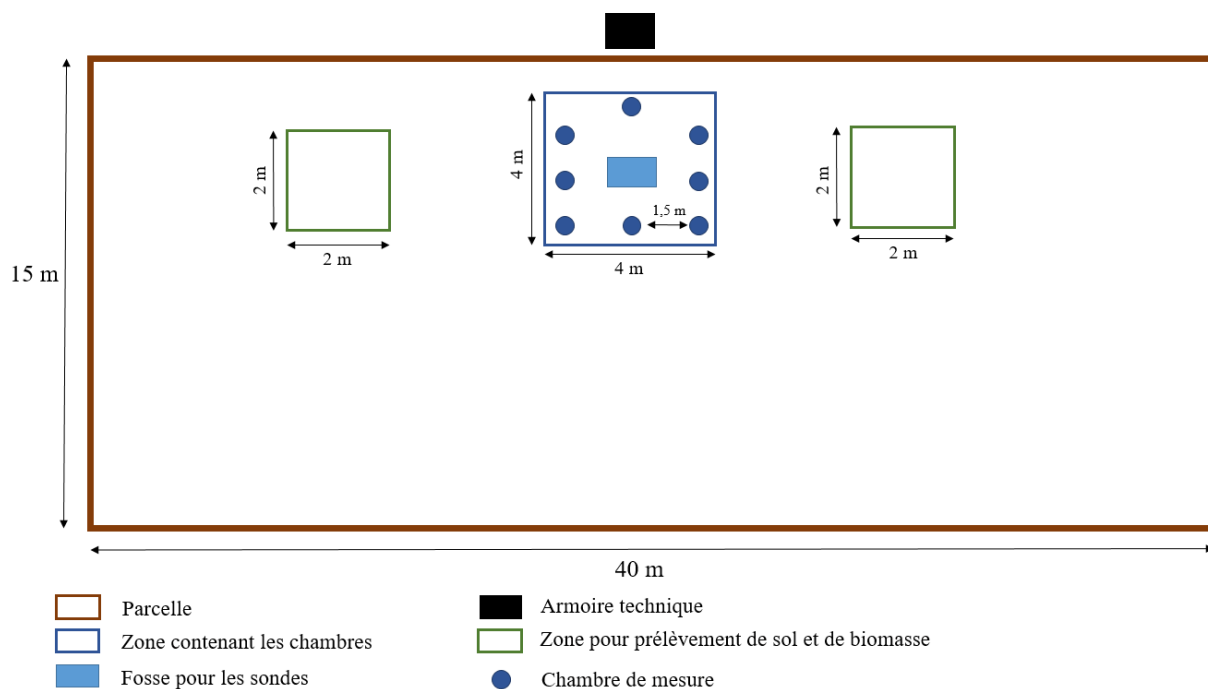 4 m
1,5 m
4 m
2 m
2 m
2 m
2 m
15 m
40 m
Parcelle
Armoire technique
Zone contenant les chambres
Zone pour prélèvement de sol et de biomasse
Fosse pour les sondes
Chambre de mesure